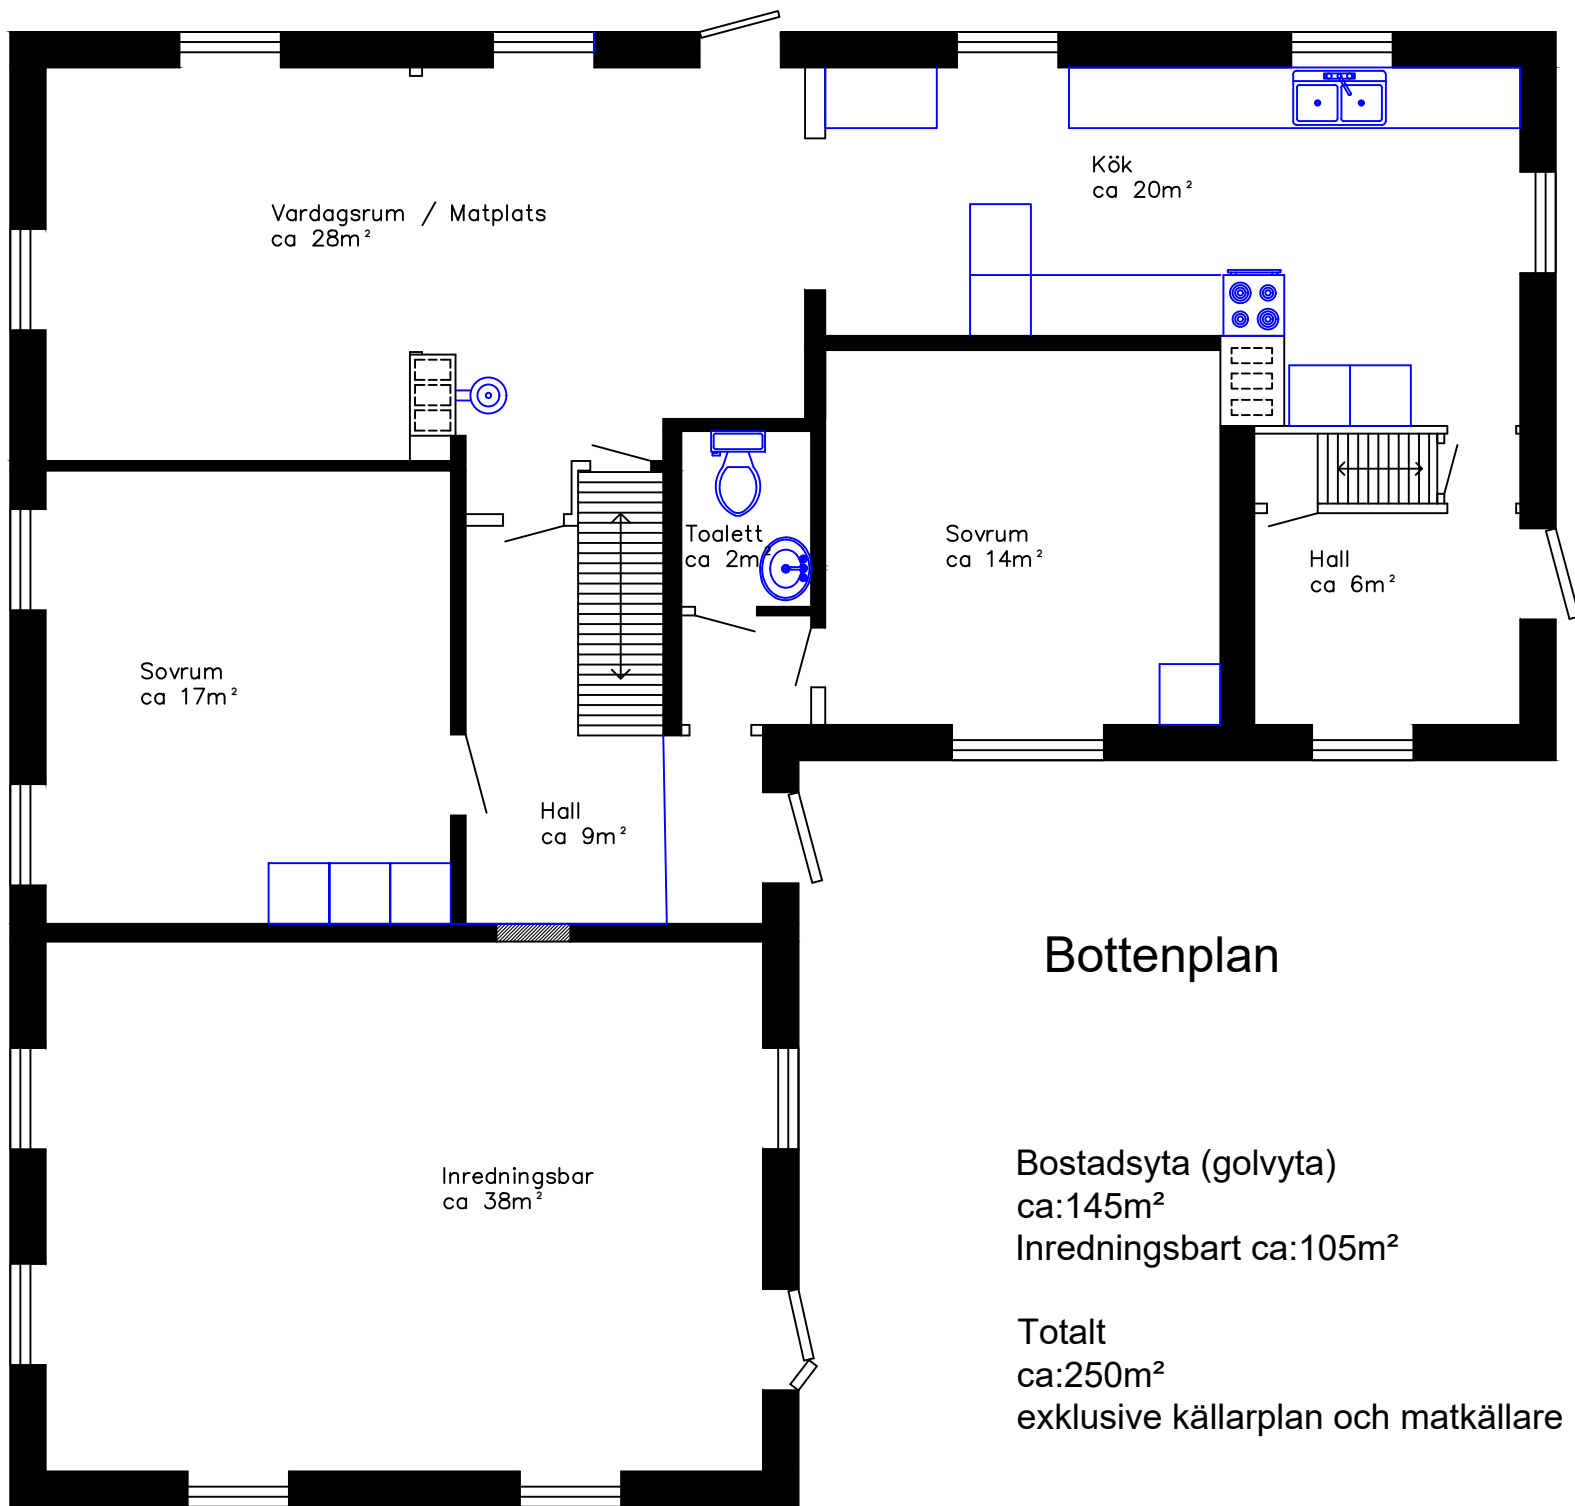 Vardagsrum / Matplats
ca 28m²
Kök
ca 20m²
Toalett
ca 2m²
Sovrum
ca 14m²
Hall
ca 6m²
Sovrum
ca 17m²
Hall
ca 9m²
Bottenplan
Inredningsbar
ca 38m²
Bostadsyta (golvyta)
ca:145m²
Inredningsbart ca:105m²
Totalt
ca:250m²
exklusive källarplan och matkällare